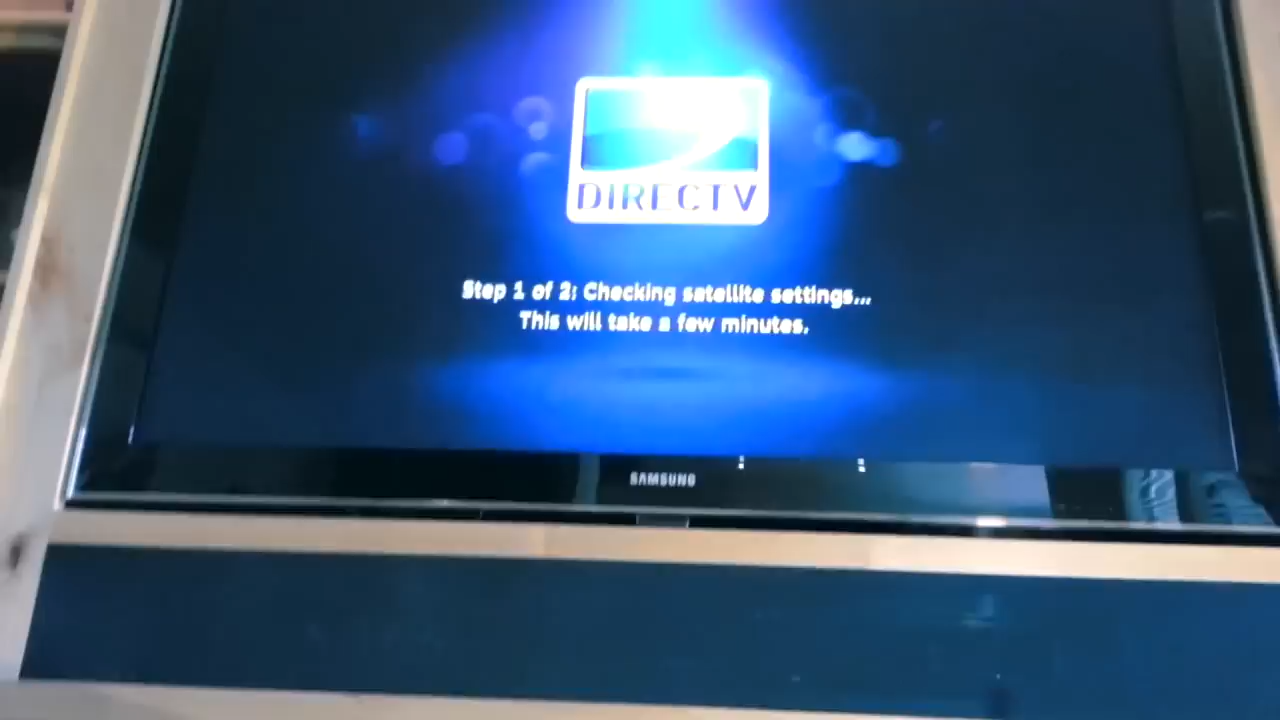 DIRECTV
Step 1 of 2: Checking satellite settings...
This will take a few minutes.
SAMSUNG